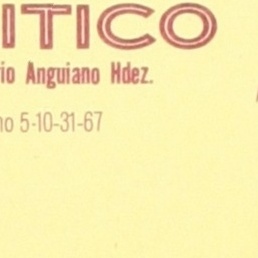 ITICO
io Anguiano Hdez.
no 5-10-31-67